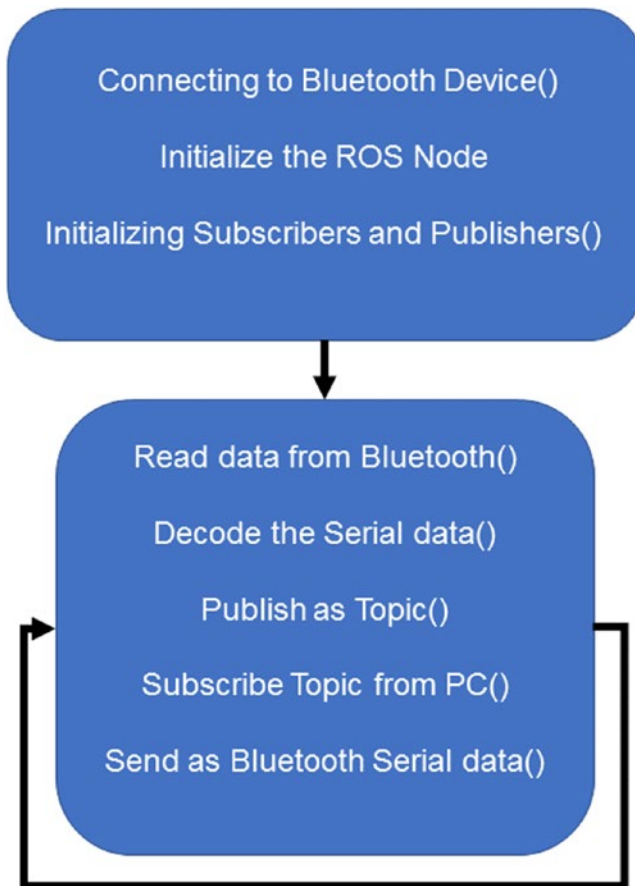 Connecting to Bluetooth Device()
Initialize the ROS Node
Initializing Subscribers and Publishers()
Read data from Bluetooth()
Decode the Serial data()
Publish as Topic()
Subscribe Topic from PC()
Send as Bluetooth Serial data()